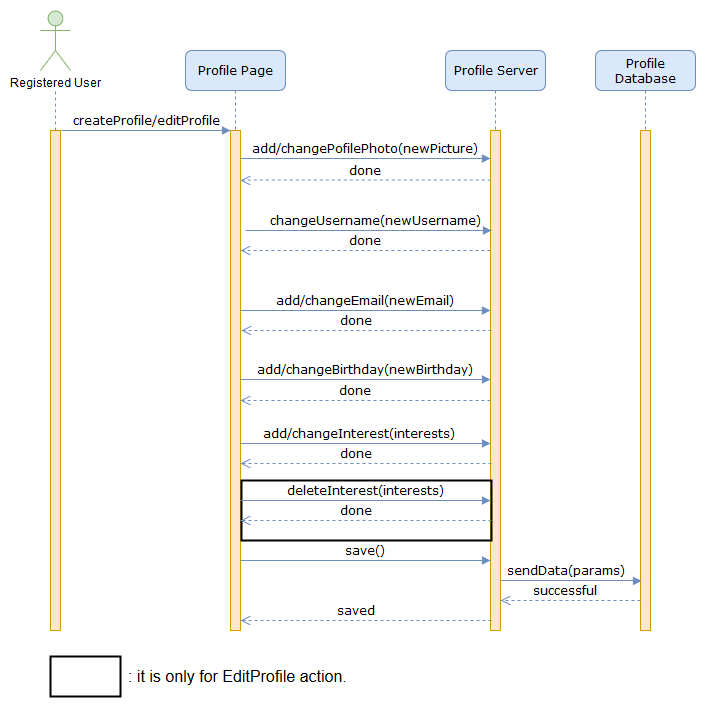 Registered User
Profile Page
Profile Server
Profile
Database
createProfile/editProfile
add/changePofilePhoto(newPicture)
done
changeUsername(newUsername)
done
add/changeEmail(newEmail)
done
add/changeBirthday(newBirthday)
done
add/changeInterest(interests)
done
deleteInterest(interests)
done
save()
sendData(params)
successful
saved
: it is only for EditProfile action.